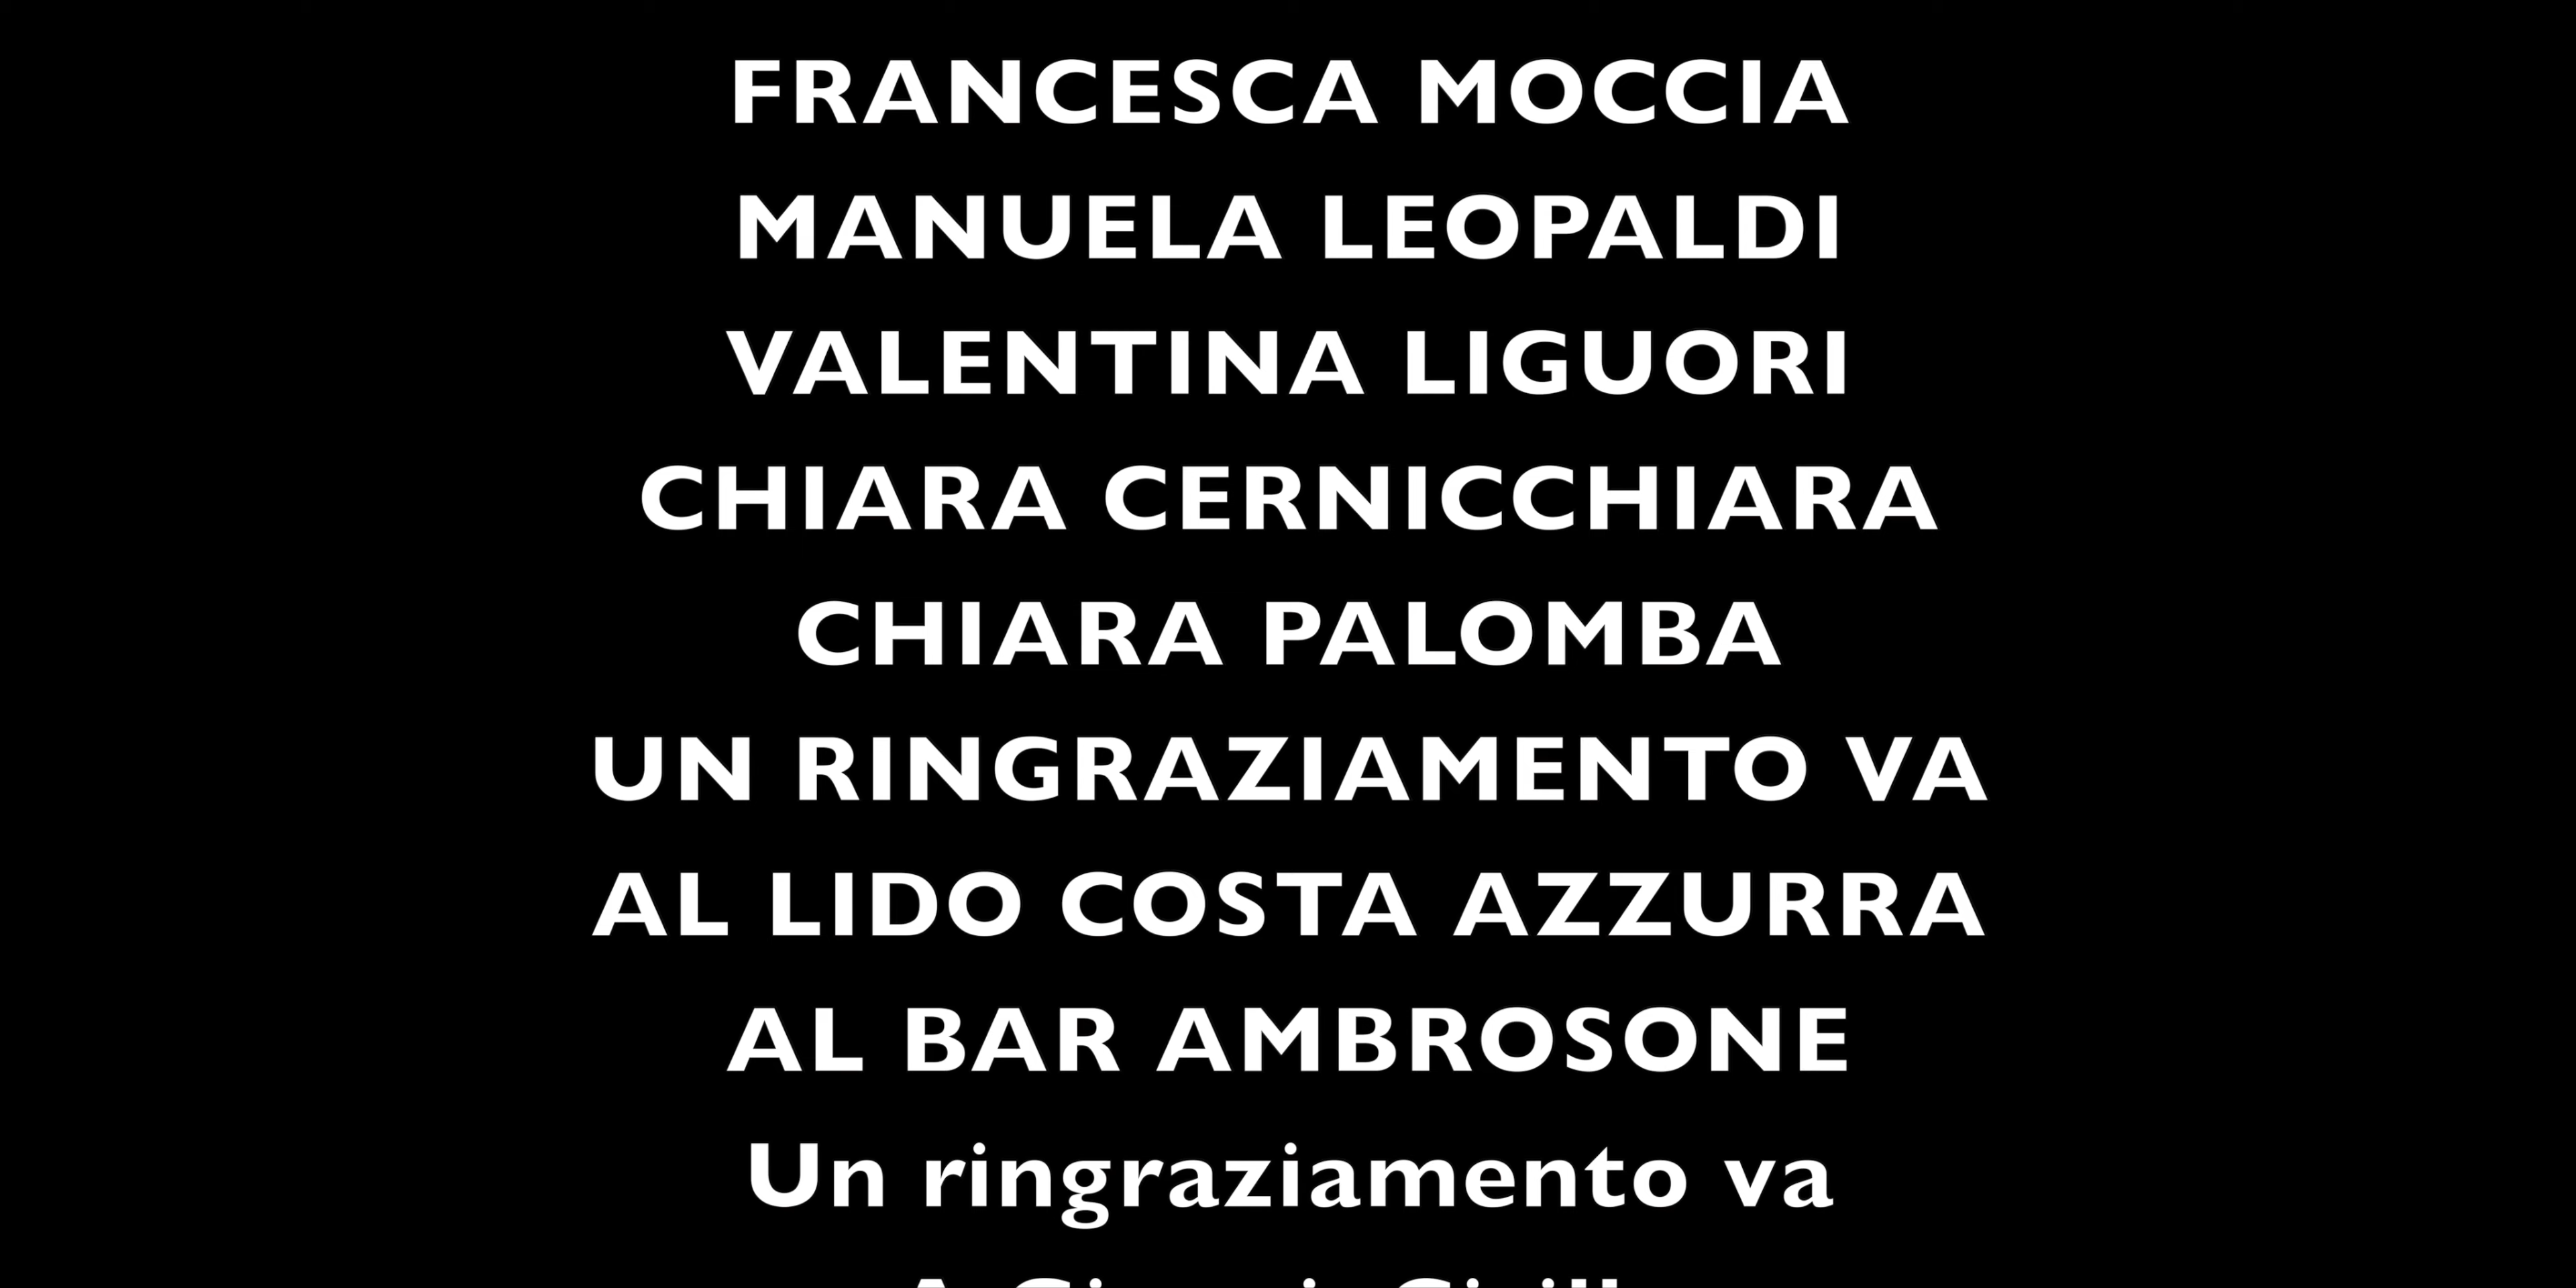 FRANCESCA MOCCIA
MANUELA LEOPALDI
VALENTINA LIGUORI
CHIARA CERNICCHIARA
CHIARA PALOMBA
UN RINGRAZIAMENTO VA
AL LIDO COSTA AZZURRA
AL BAR AMBROSONE
Un ringraziamento va